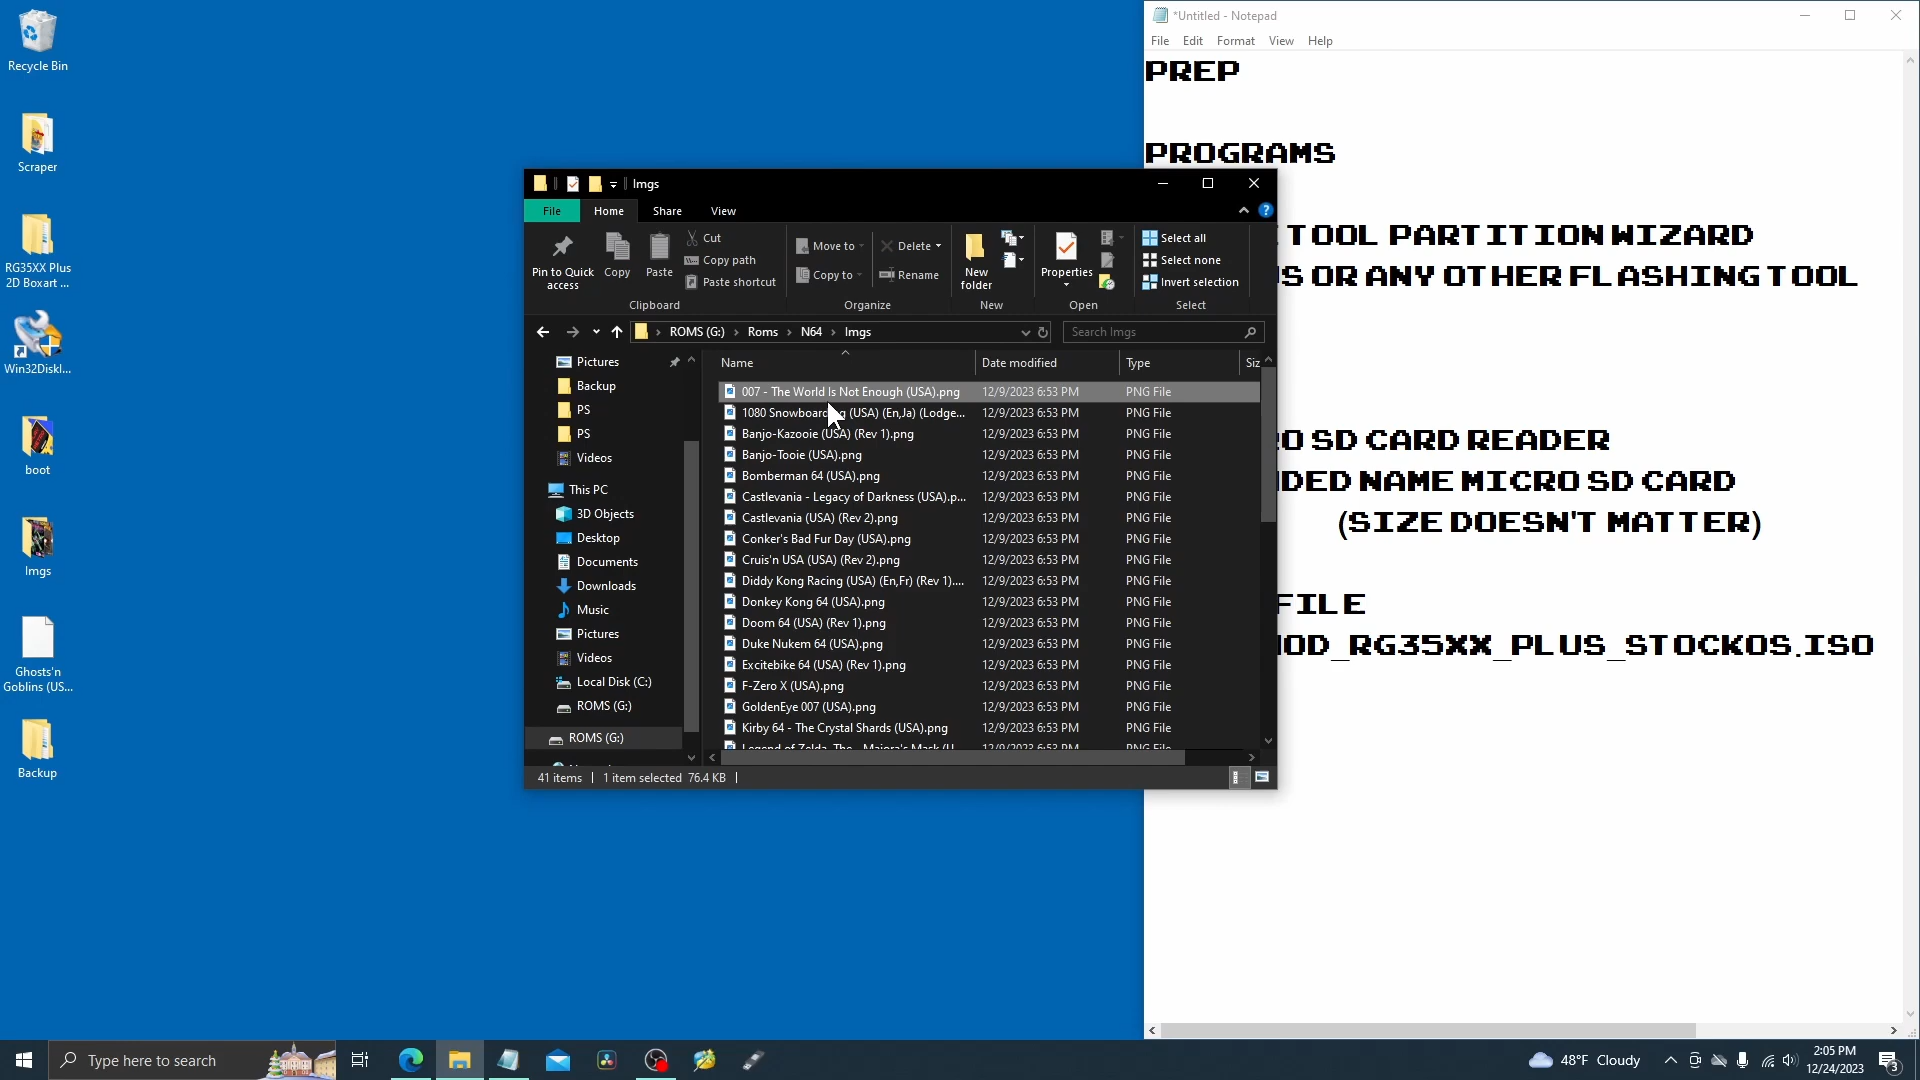 Recycle Bin
Scraper
RG35XX Plus
2D Boxart ...
Win32DiskI...
boot
Imgs
Ghosts'n
Goblins (US...
Backup
*Untitled - Notepad
File Edit Format View Help
PREP
PROGRAMS
TOOL PARTITION WIZARD
OR ANY OTHER FLASHING TOOL
SD CARD READER
NAME MICRO SD CARD
(SIZE DOESN'T MATTER)
FILE
MOD_RG35XX_PLUS_STOCKOS.ISO
Imgs
File Home Share View
Pin to Quick
access
Copy
Paste
Cut
Copy path
Paste shortcut
Clipboard
Move to
Copy to
Delete
Rename
Organize
New
folder
New
Properties
Open
Select all
Select none
Invert selection
Select
ROMS (G:) > Roms > N64 > Imgs
Search Imgs
Pictures
Backup
PS
PS
Videos
This PC
3D Objects
Desktop
Documents
Downloads
Music
Pictures
Videos
Local Disk (C:)
ROMS (G:)
ROMS (G:)
Name Date modified Type Siz
007 - The World Is Not Enough (USA).png 12/9/2023 6:53 PM PNG File
1080 (USA) (En,Ja) (Lodge... 12/9/2023 6:53 PM PNG File
Banjo-Kazooie (USA) (Rev 1).png 12/9/2023 6:53 PM PNG File
Banjo-Tooie (USA).png 12/9/2023 6:53 PM PNG File
Bomberman 64 (USA).png 12/9/2023 6:53 PM PNG File
Castlevania - Legacy of Darkness (USA).p... 12/9/2023 6:53 PM PNG File
Castlevania (USA) (Rev 2).png 12/9/2023 6:53 PM PNG File
Conker's Bad Fur Day (USA).png 12/9/2023 6:53 PM PNG File
Cruis'n USA (USA) (Rev 2).png 12/9/2023 6:53 PM PNG File
Diddy Kong Racing (USA) (En,Fr) (Rev 1).... 12/9/2023 6:53 PM PNG File
Donkey Kong 64 (USA).png 12/9/2023 6:53 PM PNG File
Doom 64 (USA) (Rev 1).png 12/9/2023 6:53 PM PNG File
Duke Nukem 64 (USA).png 12/9/2023 6:53 PM PNG File
Excitebike 64 (USA) (Rev 1).png 12/9/2023 6:53 PM PNG File
F-Zero X (USA).png 12/9/2023 6:53 PM PNG File
GoldenEye 007 (USA).png 12/9/2023 6:53 PM PNG File
Kirby 64 - The Crystal Shards (USA).png 12/9/2023 6:53 PM PNG File
41 items | 1 item selected 76.4 KB |
Type here to search
48°F Cloudy
2:05 PM
12/24/2023
3